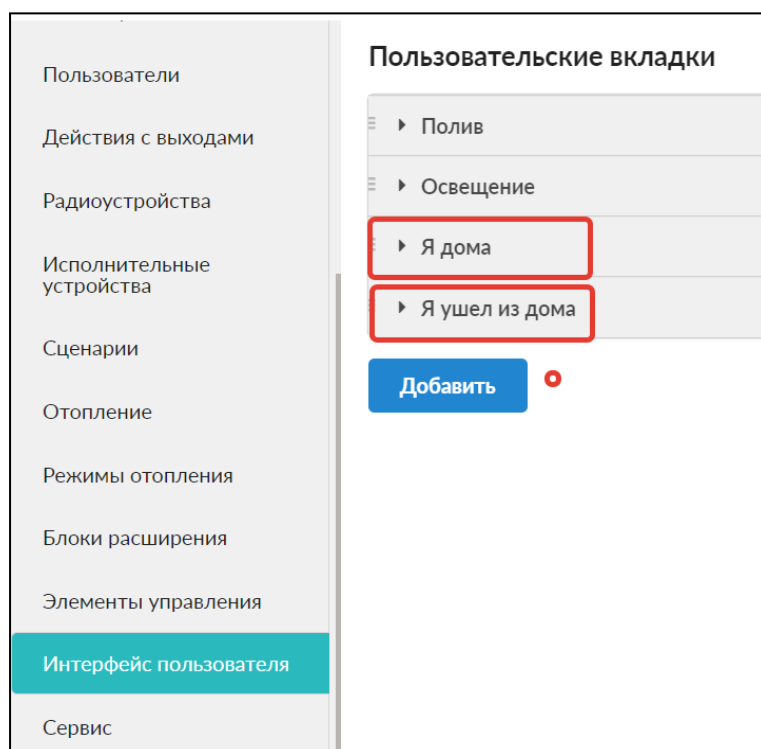 Пользователи
Действия с выходами
Радиоустройства
Исполнительные
устройства
Сценарии
Отопление
Режимы отопления
Блоки расширения
Элементы управления
Интерфейс пользователя
Сервис
Пользовательские вкладки
Полив
Освещение
Я дома
Я ушел из дома
Добавить